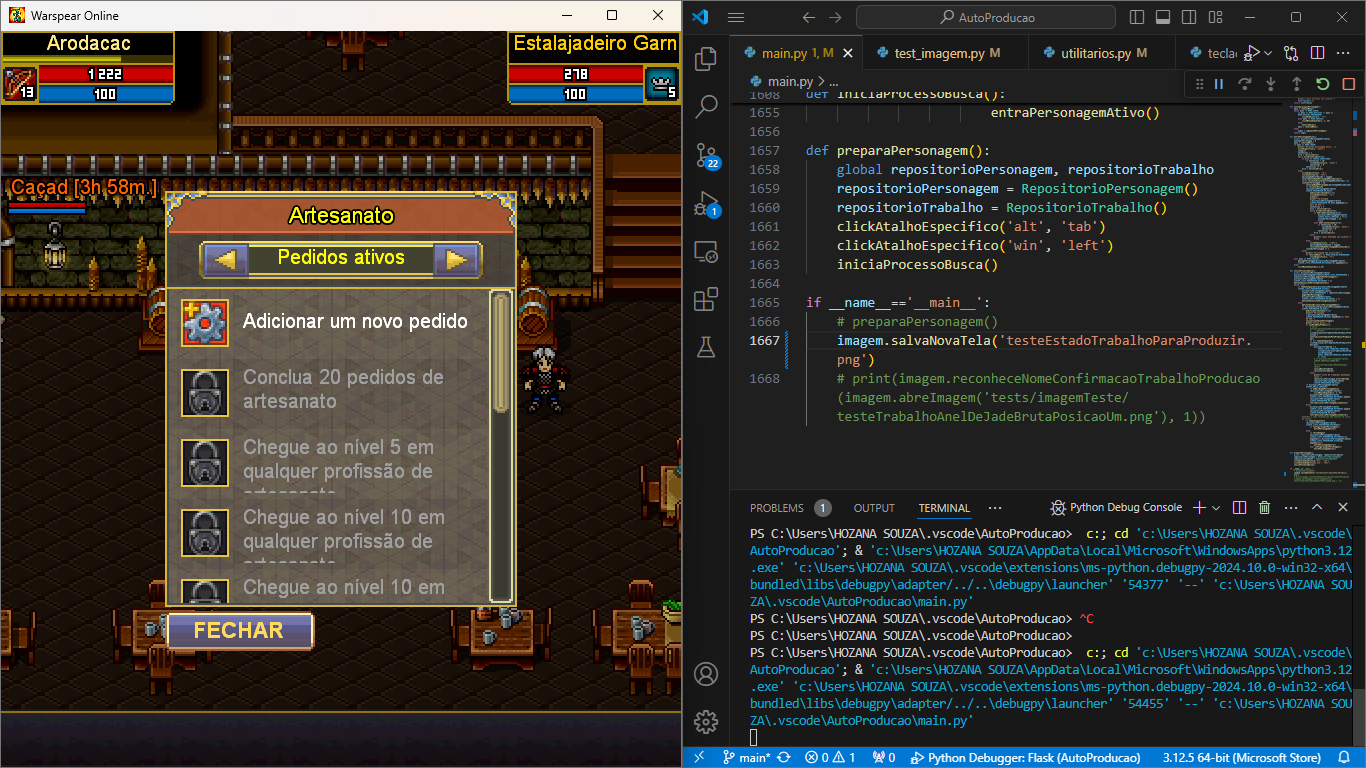 Warspear Online
Arodacac
1 222
13
100
Estalajadeiro Garn
278
100
5
Caçad [3h 58m.]
Artesanato
Pedidos ativos
Adicionar um novo pedido
Conclua 20 pedidos de
artesanato
Chegue ao nível 5 em
qualquer profissão de
artesanato
Chegue ao nível 10 em
qualquer profissão de
artesanato
Chegue ao nível 10 em
FECHAR
AutoProducao
main.py 1, M
test_imagem.py M
utilitarios.py M
tecla
main.py > ...
1608 def iniciaProcessoBusca():
1655 entraPersonagemAtivo()
1656
1657 def preparaPersonagem():
1658 global repositorioPersonagem, repositorioTrabalho
1659 repositorioPersonagem = RepositorioPersonagem()
1660 repositorioTrabalho = RepositorioTrabalho()
1661 clickAtalhoEspecifico('alt', 'tab')
1662 clickAtalhoEspecifico('win', 'left')
1663 iniciaProcessoBusca()
1664
1665 if __name__=='__main__':
1666 # preparaPersonagem()
1667 imagem.salvaNovaTela('testeEstadoTrabalhoParaProduzir.
png')
1668 # print(imagem.reconheceNomeConfirmacaoTrabalhoProducao
(imagem.abreImagem('tests/imagemTeste/
testeTrabalhoAnelDeJadeBrutaPosicaoUm.png'), 1))
22
1
PROBLEMS 1 OUTPUT TERMINAL ... Python Debug Console
PS C:\Users\HOZANA SOUZA\.vscode\AutoProducao> c:; cd 'c:\Users\HOZANA SOUZA\.vscode\
AutoProducao'; & 'c:\Users\HOZANA SOUZA\AppData\Local\Microsoft\WindowsApps\python3.12
.exe' 'c:\Users\HOZANA SOUZA\.vscode\extensions\ms-python.debugpy-2024.10.0-win32-x64\
bundled\libs\debugpy\adapter/../..\debugpy\launcher' '54377' '--' 'c:\Users\HOZANA SOU
ZA\.vscode\AutoProducao\main.py'
PS C:\Users\HOZANA SOUZA\.vscode\AutoProducao> ^C
PS C:\Users\HOZANA SOUZA\.vscode\AutoProducao>
PS C:\Users\HOZANA SOUZA\.vscode\AutoProducao> c:; cd 'c:\Users\HOZANA SOUZA\.vscode\
AutoProducao'; & 'c:\Users\HOZANA SOUZA\AppData\Local\Microsoft\WindowsApps\python3.12
.exe' 'c:\Users\HOZANA SOUZA\.vscode\extensions\ms-python.debugpy-2024.10.0-win32-x64\
bundled\libs\debugpy\adapter/../..\debugpy\launcher' '54455' '--' 'c:\Users\HOZANA SOU
ZA\.vscode\AutoProducao\main.py'
main* 0 1 0 Python Debugger: Flask (AutoProducao) 3.12.5 64-bit (Microsoft Store)